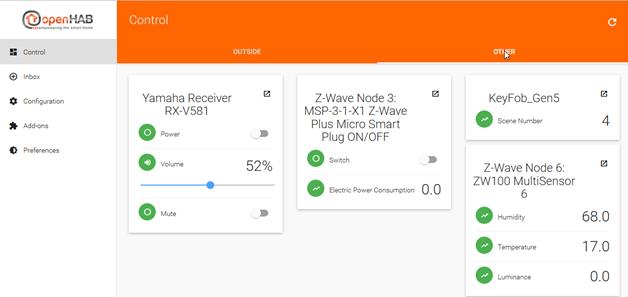 openHAB
empowering the smart home
Control
Inbox
Configuration
Add-ons
Preferences
Control
OUTSIDE
OTHER
Yamaha Receiver
RX-V581
Power
Volume
52%
Mute
Z-Wave Node 3:
MSP-3-1-X1 Z-Wave
Plus Micro Smart
Plug ON/OFF
Switch
Electric Power Consumption
0.0
KeyFob_Gen5
Scene Number
4
Z-Wave Node 6:
ZW100 MultiSensor
6
Humidity
68.0
Temperature
17.0
Luminance
0.0